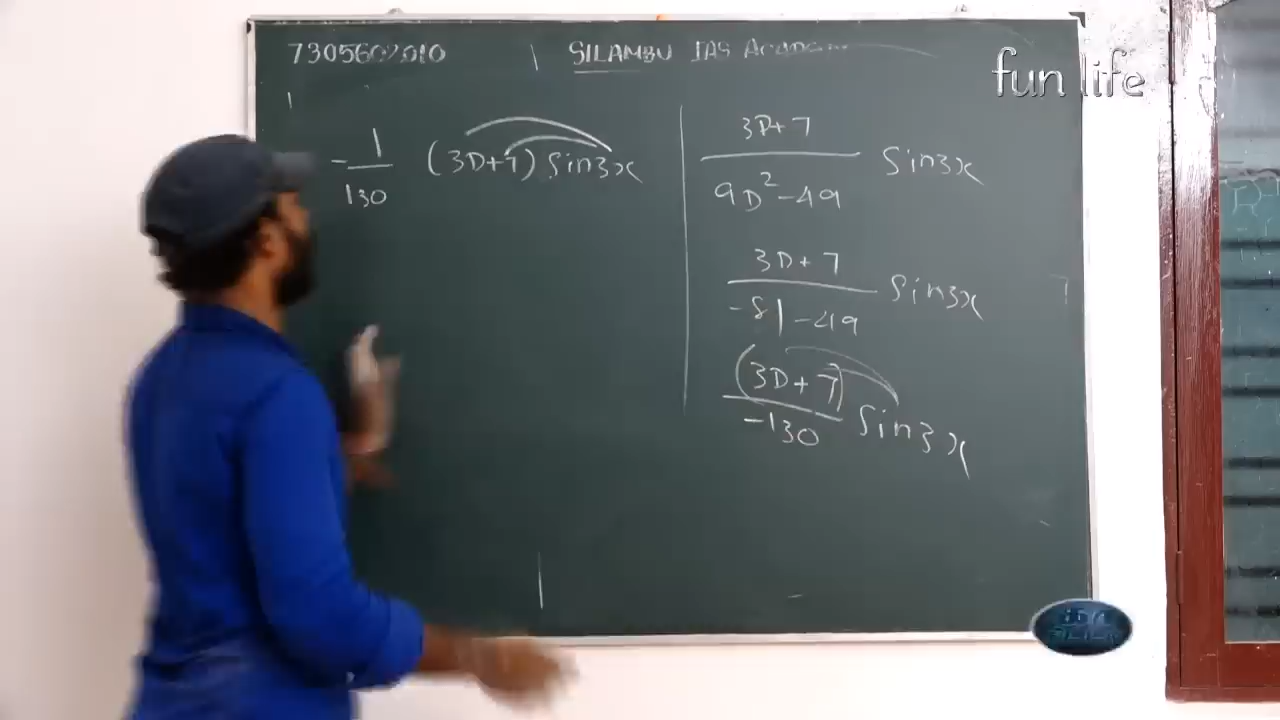 7305602010 SILAMBU IAS Academy
fun life
-1/130 (3D+7) Sin3x
3D+7 / 9D²-49 Sin3x
3D+7 / -81-49 Sin3x
(3D+7) / -130 Sin3x